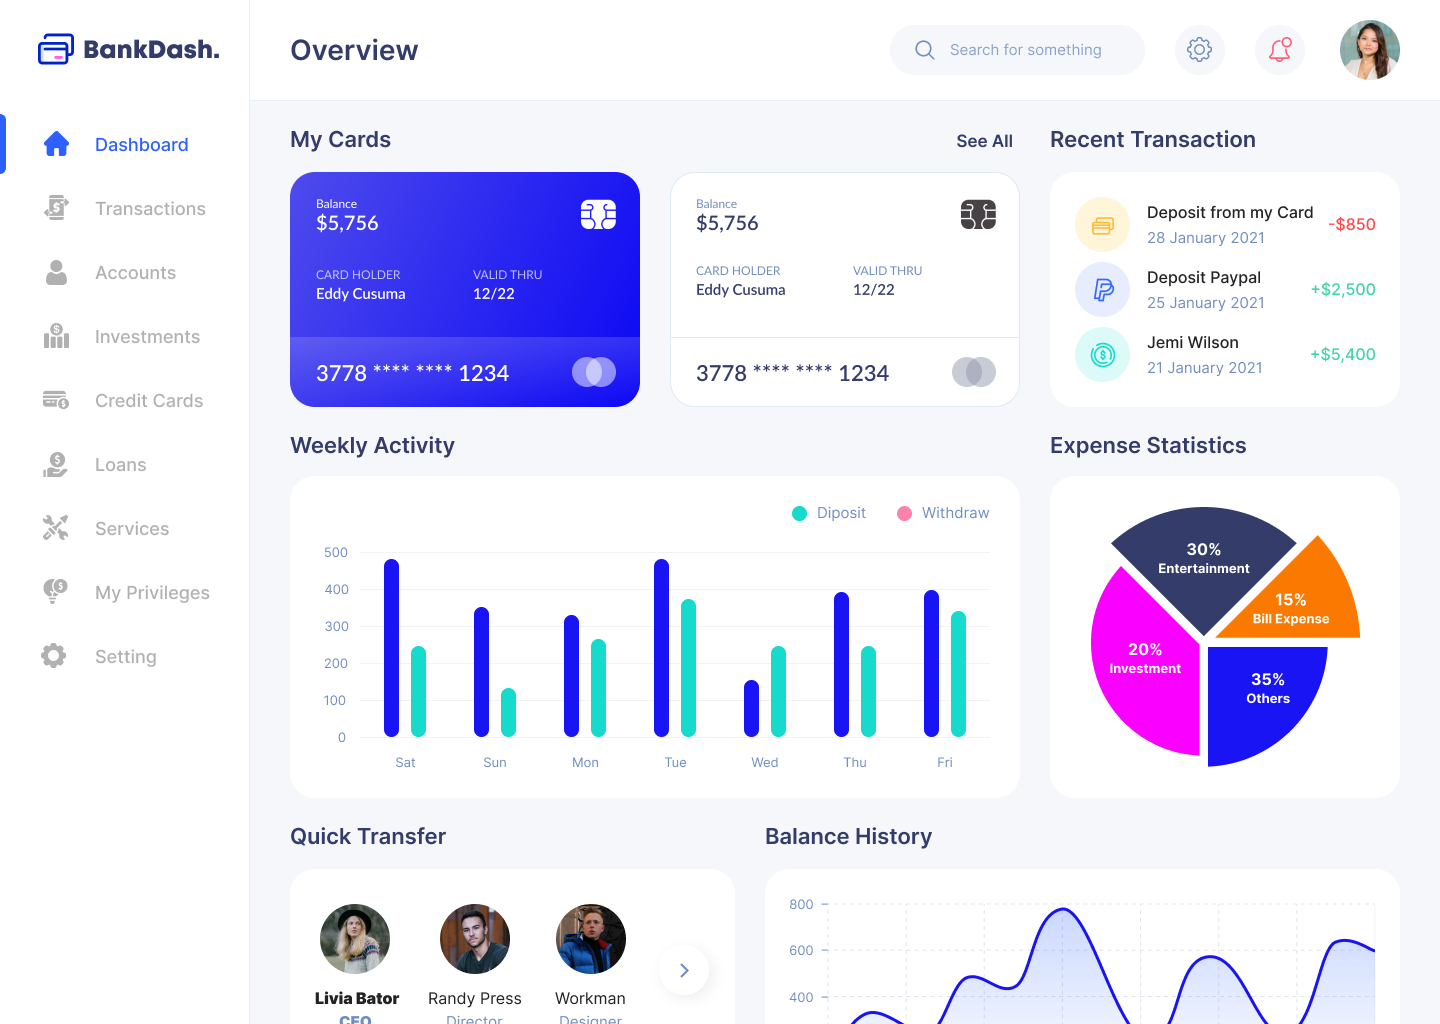 BankDash.
Overview
Search for something
Dashboard
Transactions
Accounts
Investments
Credit Cards
Loans
Services
My Privileges
Setting
My Cards
See All
Balance
$5,756
CARD HOLDER
VALID THRU
Eddy Cusuma
12/22
3778 **** **** 1234
Balance
$5,756
CARD HOLDER
VALID THRU
Eddy Cusuma
12/22
3778 **** **** 1234
Recent Transaction
Deposit from my Card
28 January 2021
-$850
Deposit Paypal
25 January 2021
+$2,500
Jemi Wilson
21 January 2021
+$5,400
Weekly Activity
Diposit
Withdraw
500
400
300
200
100
0
Sat
Sun
Mon
Tue
Wed
Thu
Fri
Expense Statistics
30%
Entertainment
15%
Bill Expense
20%
Investment
35%
Others
Quick Transfer
Livia Bator
CEO
Randy Press
Director
Workman
Designer
Balance History
800
600
400